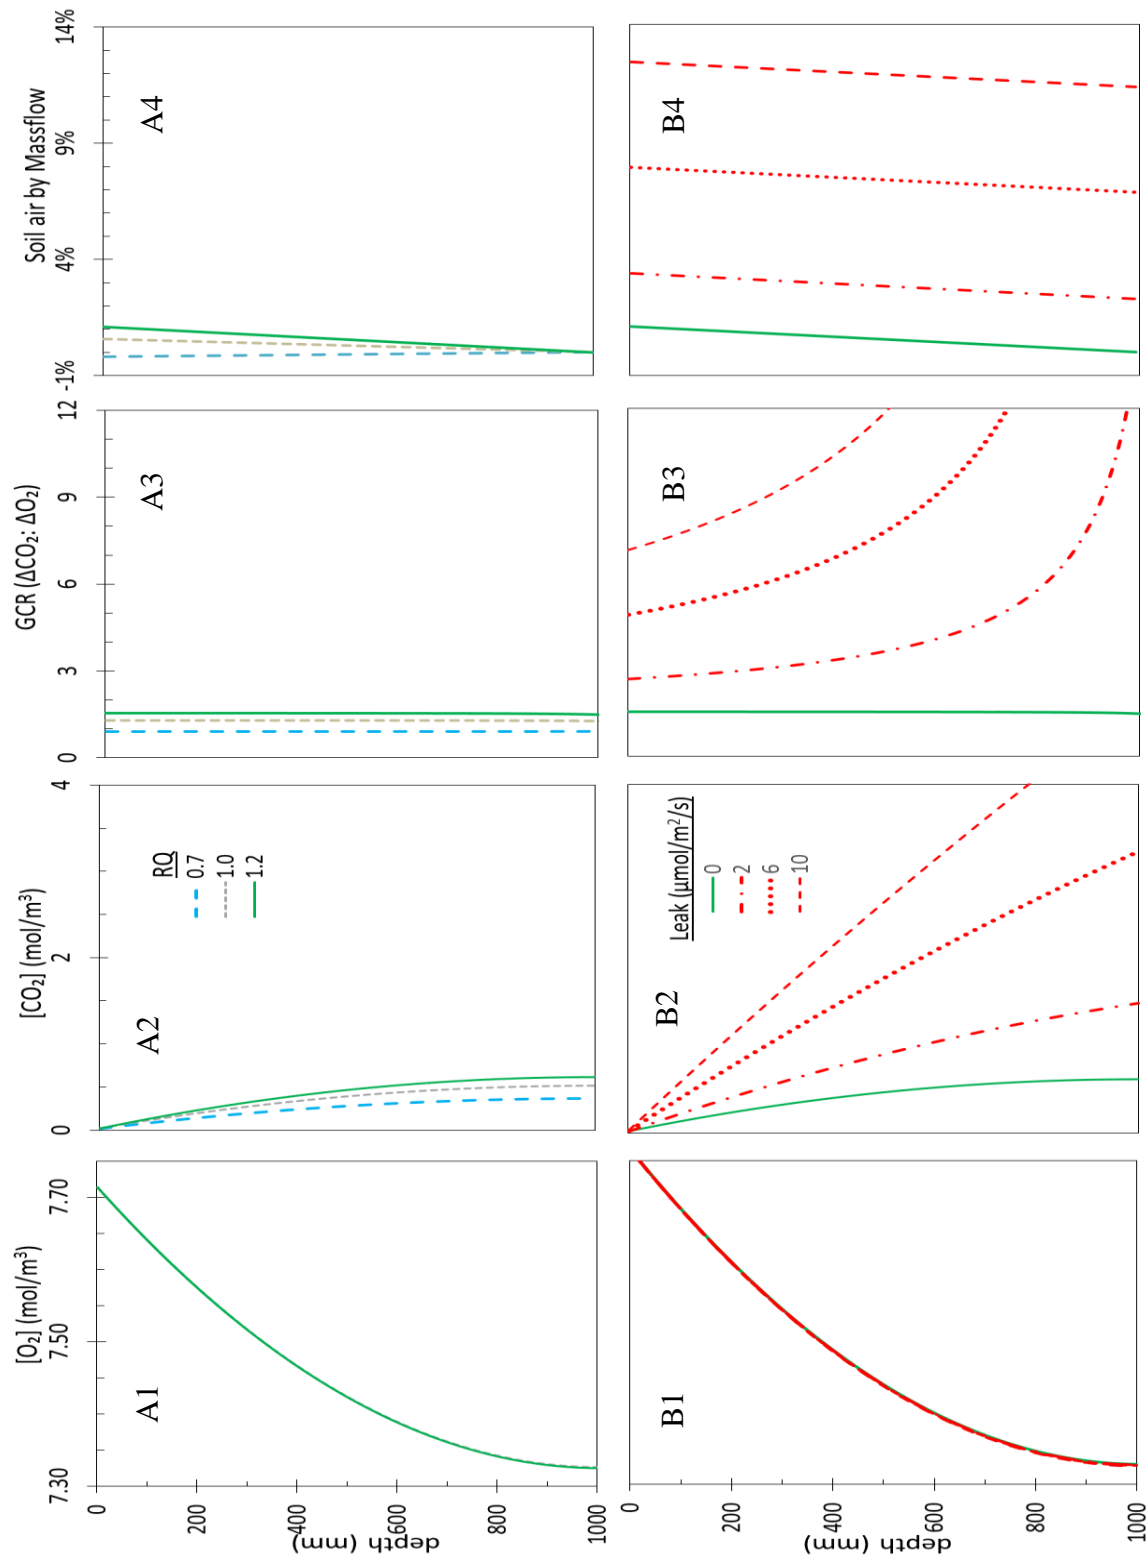 [O₂] (mol/m³)
7.30 7.50 7.70
[CO₂] (mol/m³)
0 2 4
GCR (ΔCO₂: ΔO₂)
0 3 6 9 12
Soil air by Massflow
-1% 4% 9% 14%
depth (mm)
0
200
400
600
800
1000
A1
A2
RQ
0.7
1.0
1.2
A3
A4
depth (mm)
0
200
400
600
800
1000
B1
B2
Leak (µmol/m²/s)
0
2
6
10
B3
B4